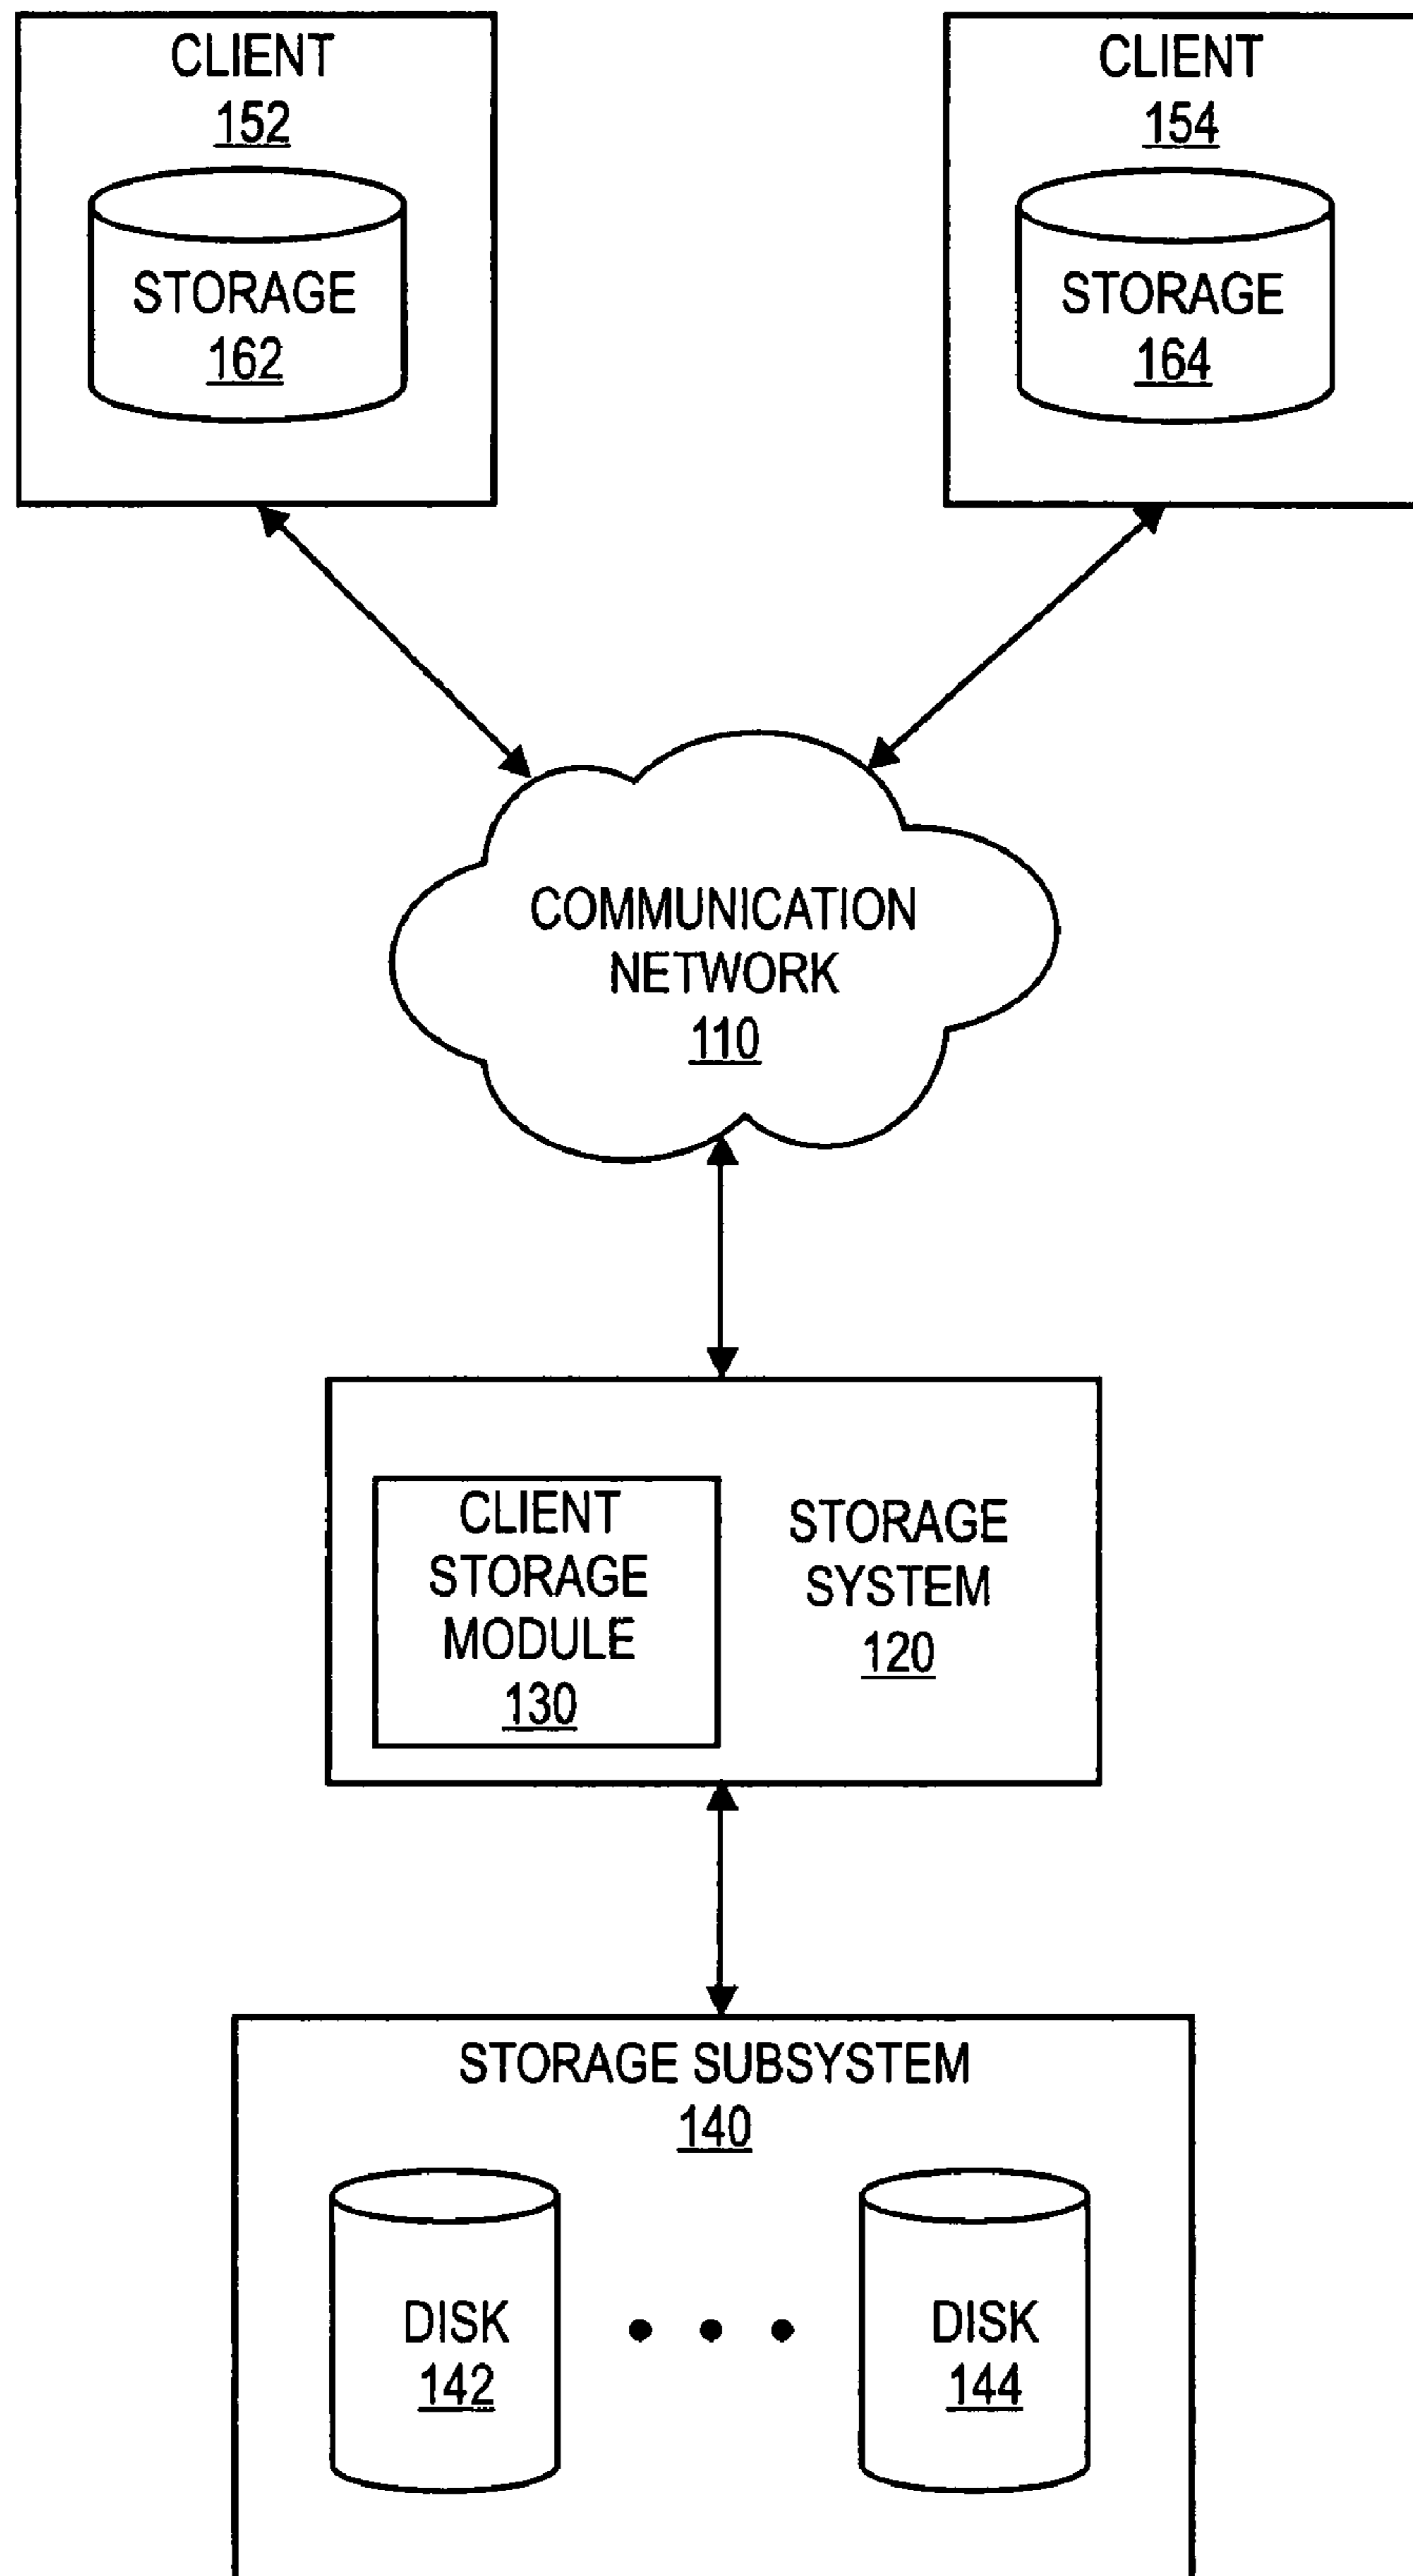 CLIENT
152
STORAGE
162
CLIENT
154
STORAGE
164
COMMUNICATION
NETWORK
110
CLIENT
STORAGE
MODULE
130
STORAGE
SYSTEM
120
STORAGE SUBSYSTEM
140
DISK
142
DISK
144